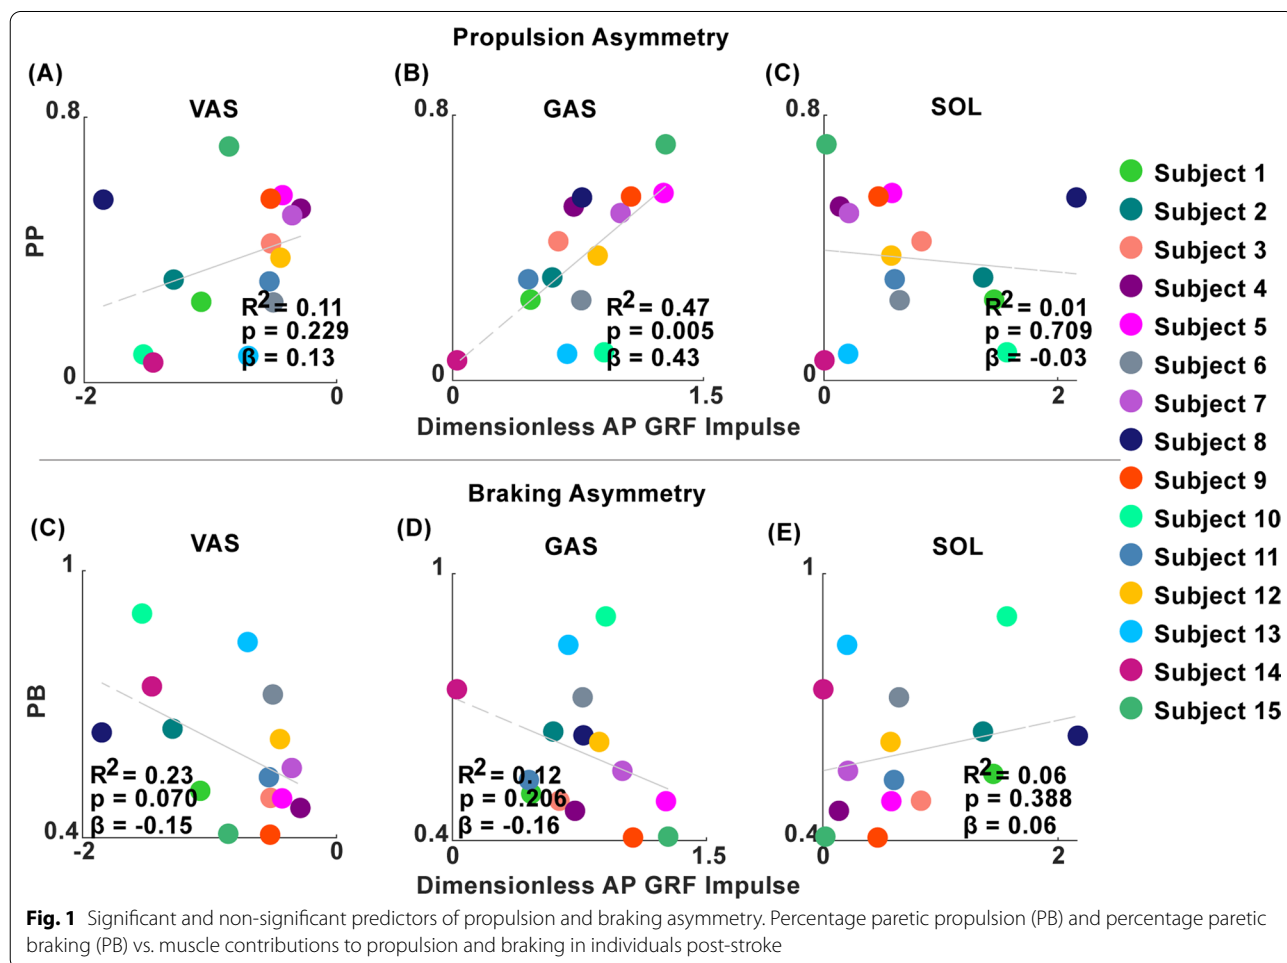 Propulsion Asymmetry
(A)
(B)
(C)
VAS
GAS
SOL
0.8
0.8
0.8
PP
R2 = 0.11
p = 0.229
β = 0.13
R2 = 0.47
p = 0.005
β = 0.43
R2 = 0.01
p = 0.709
β = -0.03
0
0
0
-2
0
0
1.5
0
2
Dimensionless AP GRF Impulse
Braking Asymmetry
(C)
(D)
(E)
VAS
GAS
SOL
1
1
1
PB
R2 = 0.23
p = 0.070
β = -0.15
R2 = 0.12
p = 0.206
β = -0.16
R2 = 0.06
p = 0.388
β = 0.06
0.4
0.4
0.4
-2
0
0
1.5
0
2
Dimensionless AP GRF Impulse
Subject 1
Subject 2
Subject 3
Subject 4
Subject 5
Subject 6
Subject 7
Subject 8
Subject 9
Subject 10
Subject 11
Subject 12
Subject 13
Subject 14
Subject 15
Fig. 1 Significant and non-significant predictors of propulsion and braking asymmetry. Percentage paretic propulsion (PB) and percentage paretic
braking (PB) vs. muscle contributions to propulsion and braking in individuals post-stroke